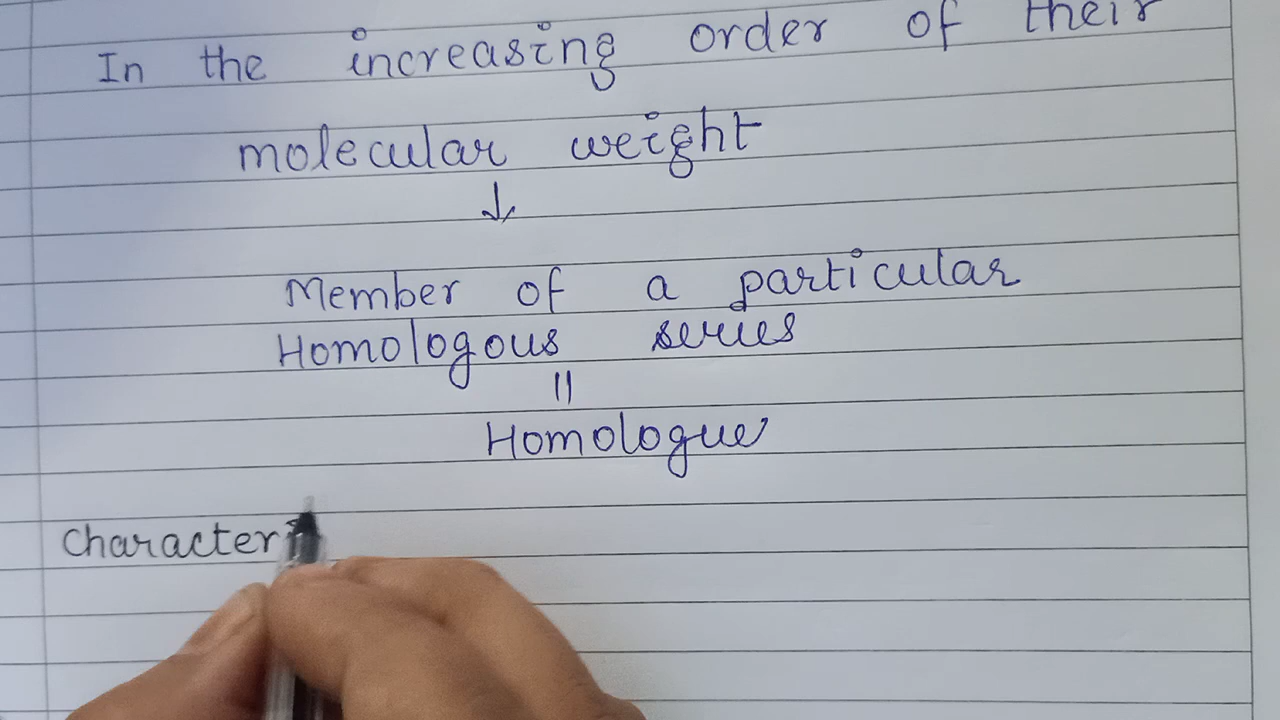 In the increasing order of their
molecular weight
↓
Member of a particular
Homologous series
=
Homologue
Character